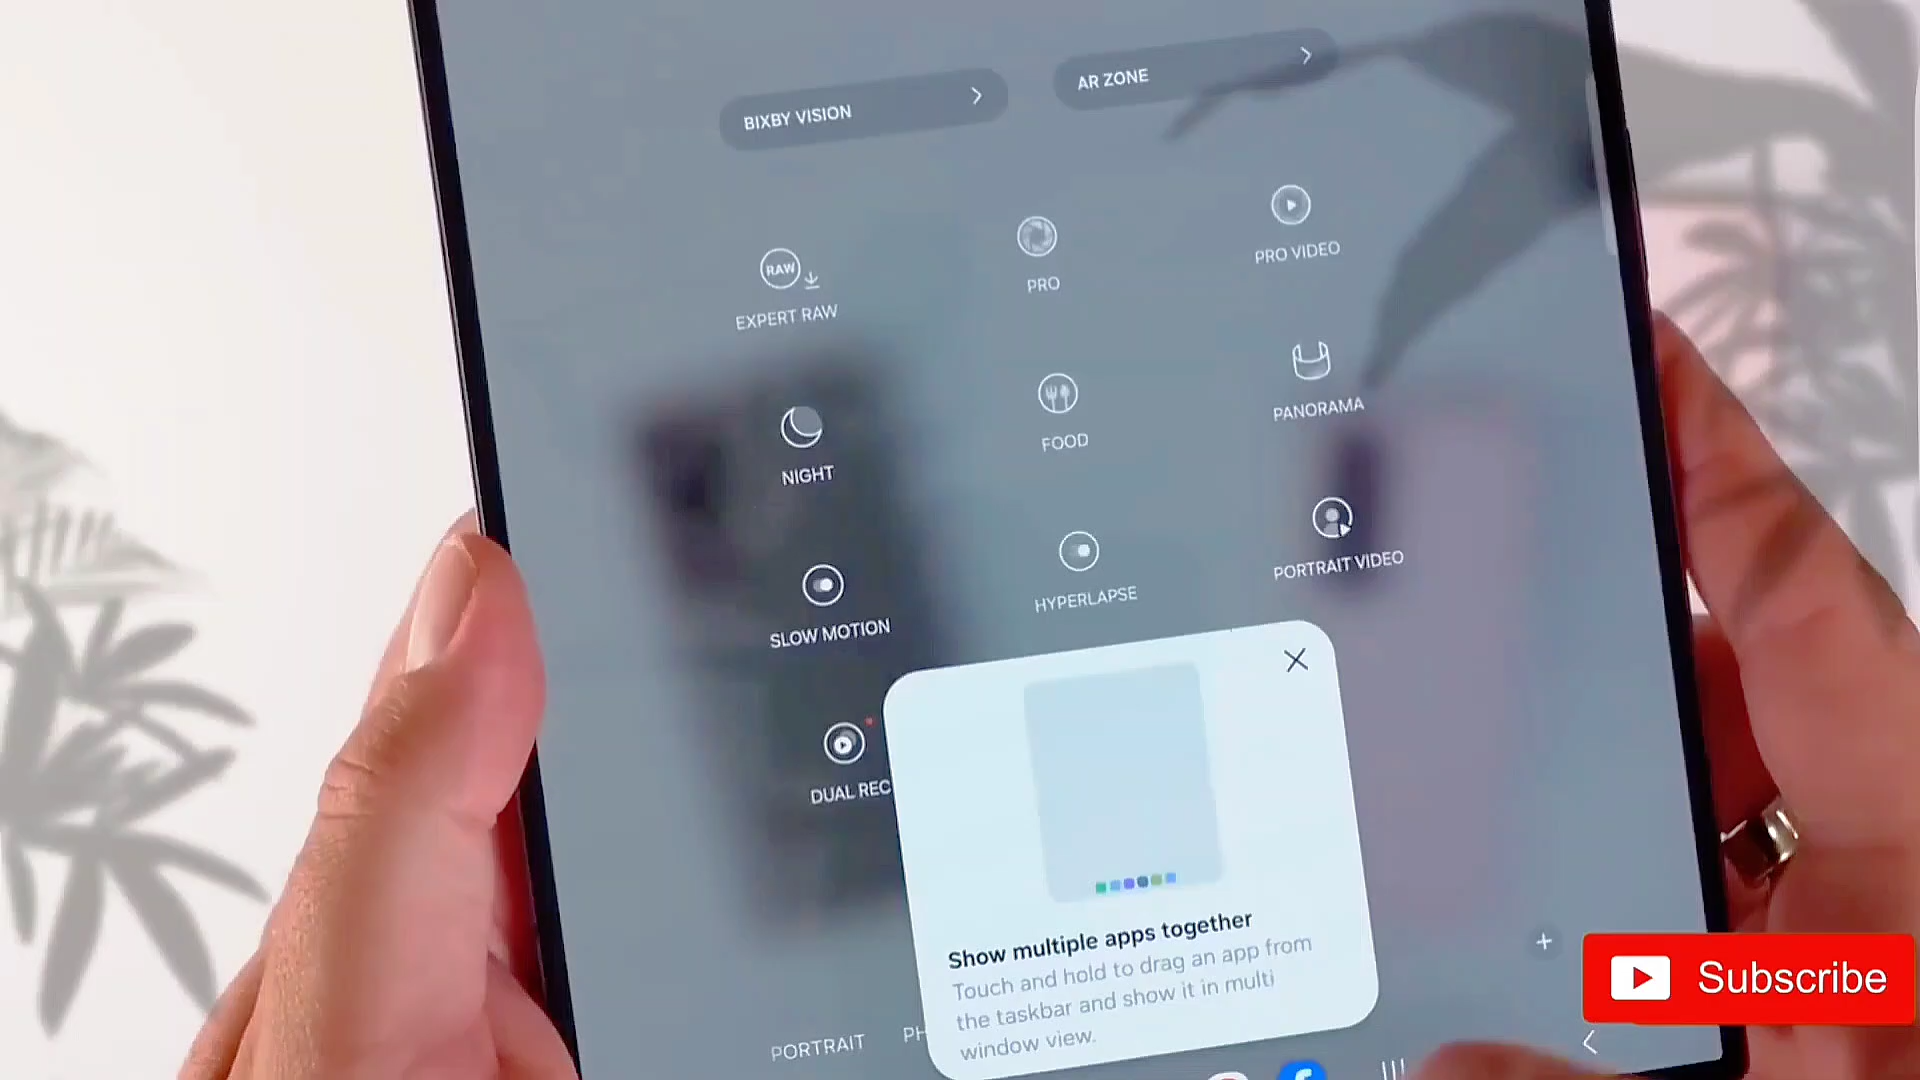 BIXBY VISION
AR ZONE
RAW
EXPERT RAW
PRO
PRO VIDEO
NIGHT
FOOD
PANORAMA
SLOW MOTION
HYPERLAPSE
PORTRAIT VIDEO
DUAL REC
Show multiple apps together
Touch and hold to drag an app from
the taskbar and show it in multi
window view.
PORTRAIT
PH
Subscribe